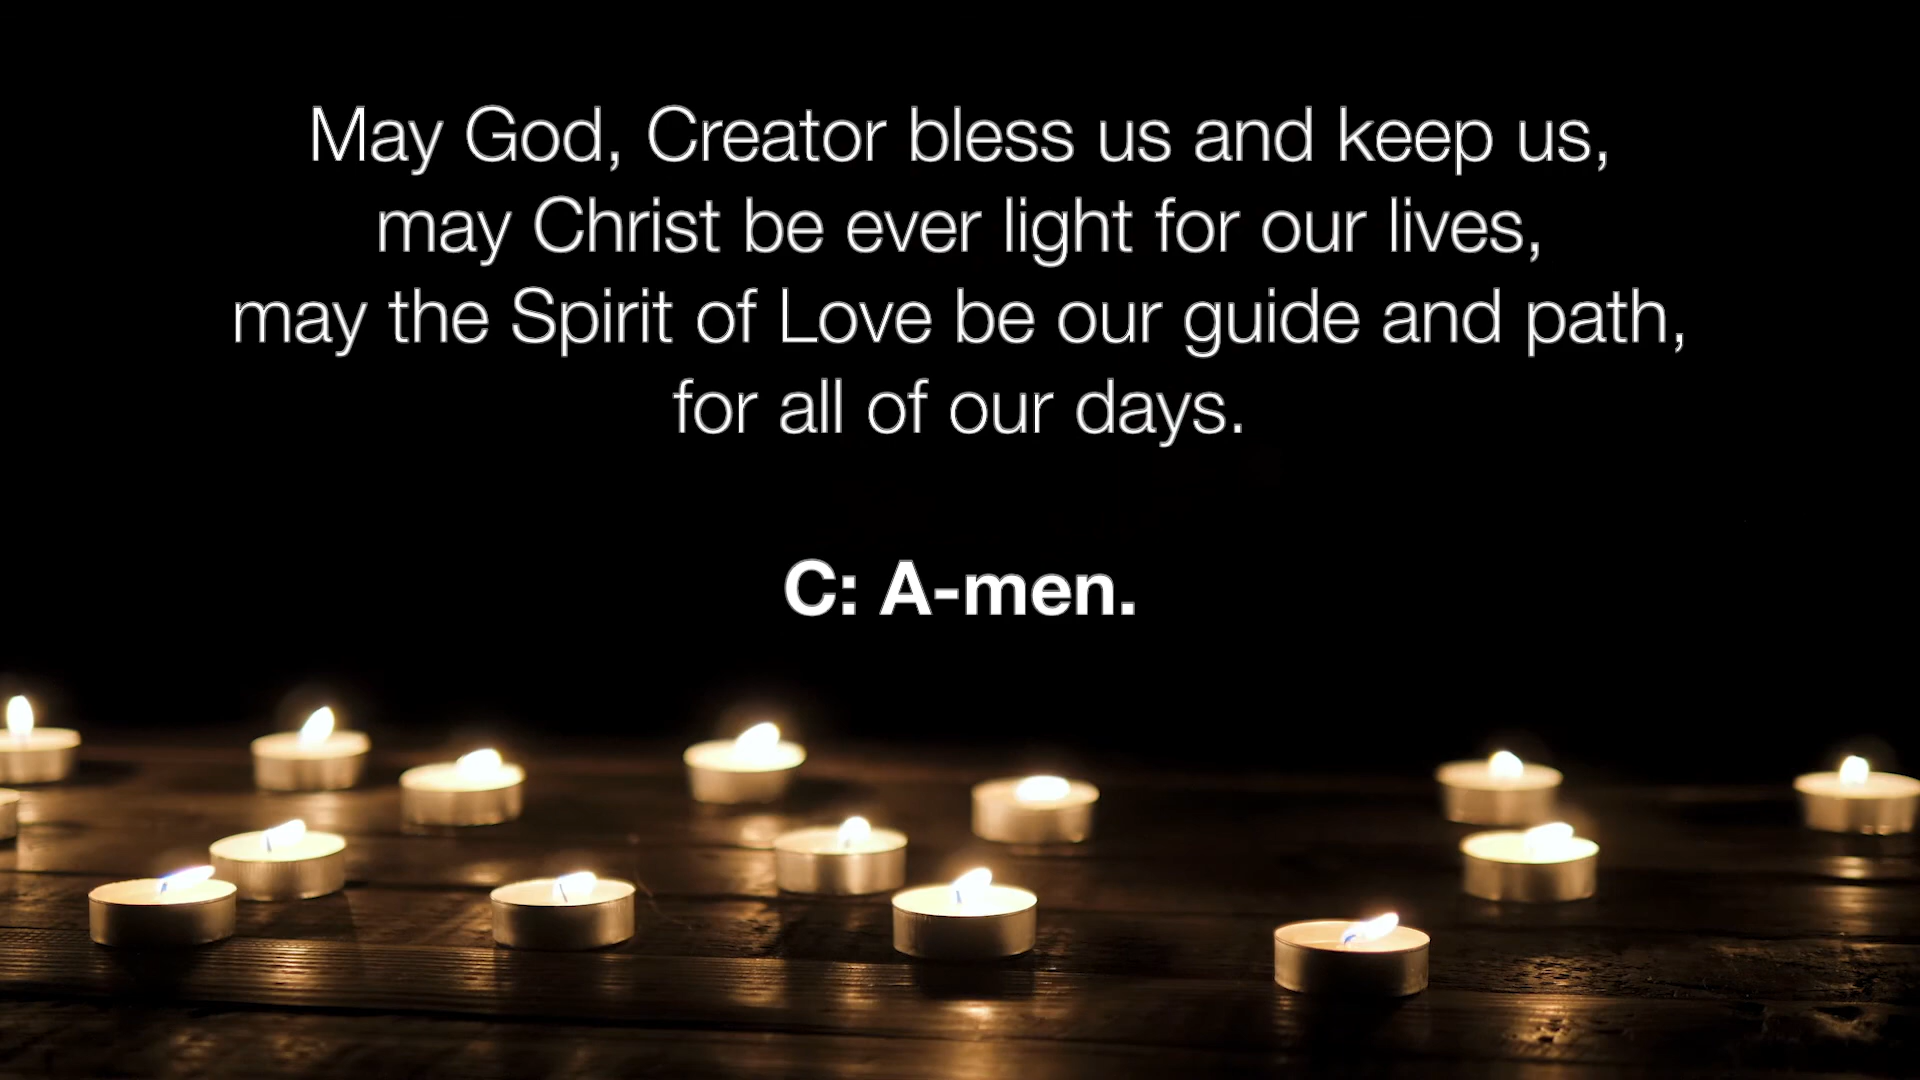 May God, Creator bless us and keep us,
may Christ be ever light for our lives,
may the Spirit of Love be our guide and path,
for all of our days.
C: A-men.